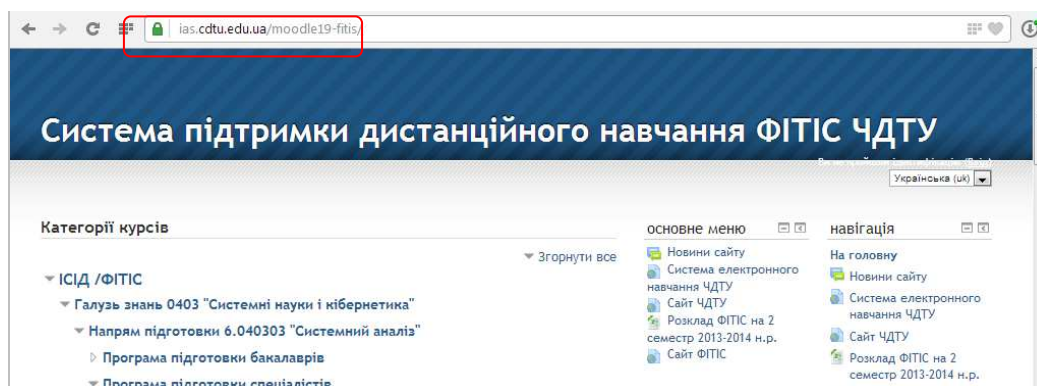 ias.cdtu.edu.ua/moodle19-fitis/
Система підтримки дистанційного навчання ФІТІС ЧДТУ
Українська (uk)
Категорії курсів
Згорнути все
ІСІД /ФІТІС
Галузь знань 0403 "Системні науки і кібернетика"
Напрям підготовки 6.040303 "Системний аналіз"
Програма підготовки бакалаврів
Програма підготовки спеціалістів
основне меню
Новини сайту
Система електронного
навчання ЧДТУ
Сайт ЧДТУ
Розклад ФІТІС на 2
семестр 2013-2014 н.р.
Сайт ФІТІС
навігація
На головну
Новини сайту
Система електронного
навчання ЧДТУ
Сайт ЧДТУ
Розклад ФІТІС на 2
семестр 2013-2014 н.р.